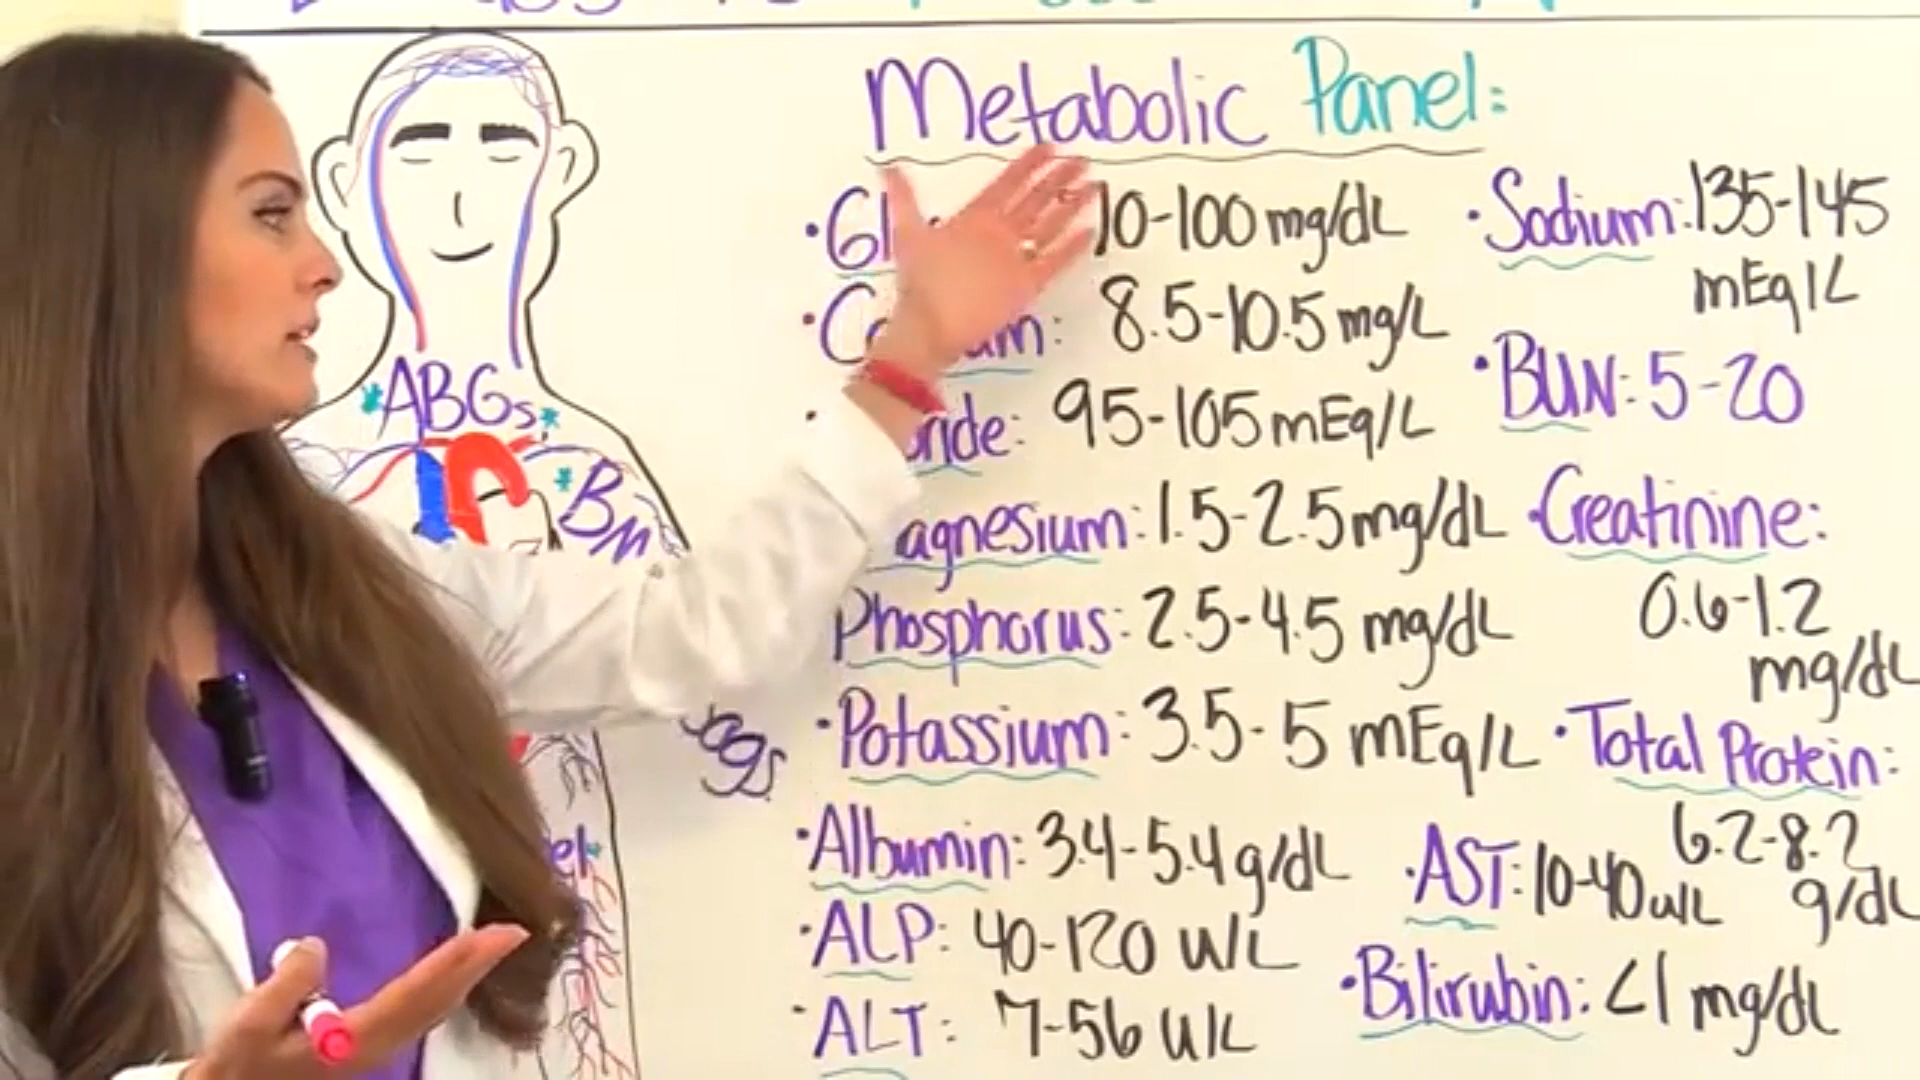 Metabolic Panel:
10-100 mg/dL
8.5-10.5 mg/L
95-105 mEq/L
1.5-2.5 mg/dL
Phosphorus: 2.5-4.5 mg/dL
• Potassium: 3.5-5 mEq/L
• Albumin: 3.4-5.4 g/dL
• ALP: 40-120 u/L
• ALT: 7-56 u/L
• Sodium: 135-145
mEq/L
• BUN: 5-20
• Creatinine:
0.6-1.2
mg/dL
• Total Protein:
6.2-8.2
g/dL
• AST: 10-40 u/L
• Bilirubin: <1 mg/dL
*ABGs*
*BM